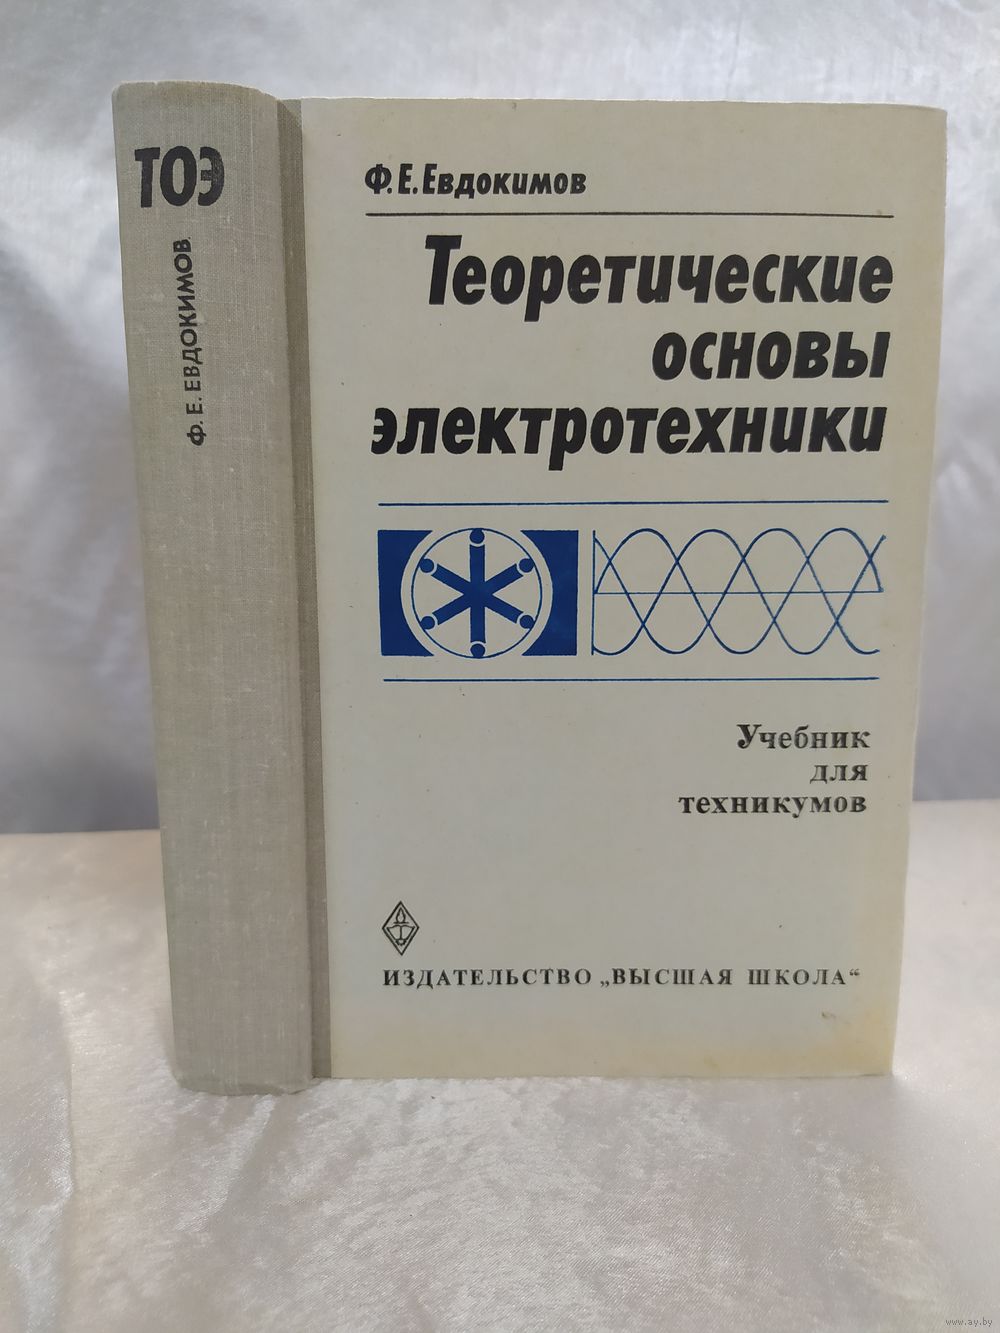 ТОЭ
Ф. Е. ЕВДОКИМОВ
Ф.Е.Евдокимов
Теоретические
основы
электротехники
Учебник
для
техникумов
ИЗДАТЕЛЬСТВО „ВЫСШАЯ ШКОЛА“
www.ay.by